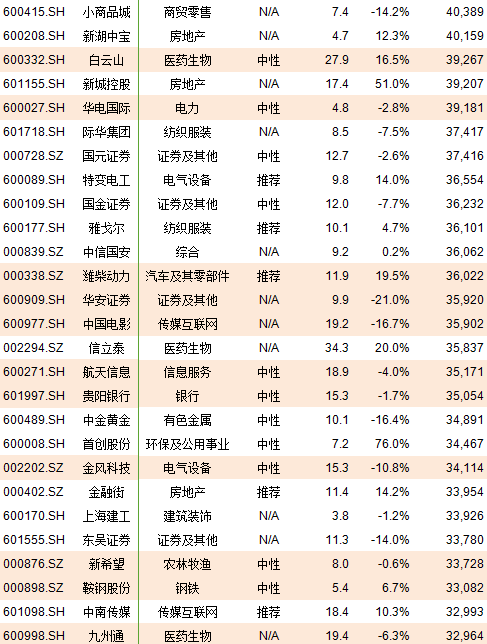 600415.SH 小商品城 商贸零售 N/A 7.4 -14.2% 40,389
600208.SH 新湖中宝 房地产 N/A 4.7 12.3% 40,159
600332.SH 白云山 医药生物 中性 27.9 16.5% 39,267
601155.SH 新城控股 房地产 N/A 17.4 51.0% 39,207
600027.SH 华电国际 电力 中性 4.8 -2.8% 39,181
601718.SH 际华集团 纺织服装 N/A 8.5 -7.5% 37,417
000728.SZ 国元证券 证券及其他 中性 12.7 -2.6% 37,416
600089.SH 特变电工 电气设备 推荐 9.8 14.0% 36,554
600109.SH 国金证券 证券及其他 中性 12.0 -7.7% 36,232
600177.SH 雅戈尔 纺织服装 推荐 10.1 4.7% 36,101
000839.SZ 中信国安 综合 N/A 9.2 0.2% 36,062
000338.SZ 潍柴动力 汽车及其零部件 推荐 11.9 19.5% 36,022
600909.SH 华安证券 证券及其他 N/A 9.9 -21.0% 35,920
600977.SH 中国电影 传媒互联网 N/A 19.2 -16.7% 35,902
002294.SZ 信立泰 医药生物 N/A 34.3 20.0% 35,837
600271.SH 航天信息 信息服务 中性 18.9 -4.0% 35,171
601997.SH 贵阳银行 银行 中性 15.3 -1.7% 35,054
600489.SH 中金黄金 有色金属 中性 10.1 -16.4% 34,891
600008.SH 首创股份 环保及公用事业 中性 7.2 76.0% 34,467
002202.SZ 金风科技 电气设备 中性 15.3 -10.8% 34,114
000402.SZ 金融街 房地产 推荐 11.4 14.2% 33,954
600170.SH 上海建工 建筑装饰 N/A 3.8 -1.2% 33,926
601555.SH 东吴证券 证券及其他 N/A 11.3 -14.0% 33,780
000876.SZ 新希望 农林牧渔 中性 8.0 -0.6% 33,728
000898.SZ 鞍钢股份 钢铁 中性 5.4 6.7% 33,082
601098.SH 中南传媒 传媒互联网 推荐 18.4 10.3% 32,993
600998.SH 九州通 医药生物 N/A 19.4 -6.3% 32,964